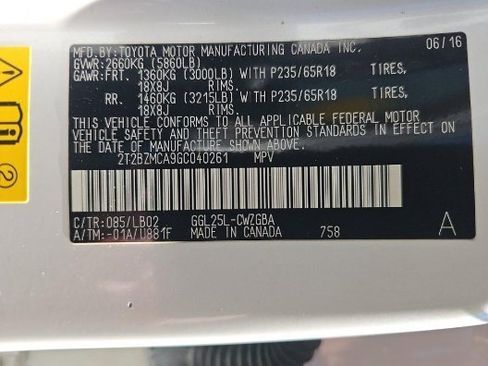 MFD.BY:TOYOTA MOTOR MANUFACTURING CANADA INC. 06/16
GVWR:2660KG (5860LB)
GAWR:FRT. 1360KG (3000LB) WITH P235/65R18 TIRES,
18X8J RIMS.
RR. 1460KG (3215LB) WITH P235/65R18 TIRES,
18X8J RIMS.
THIS VEHICLE CONFORMS TO ALL APPLICABLE FEDERAL MOTOR
VEHICLE SAFETY AND THEFT PREVENTION STANDARDS IN EFFECT ON
THE DATE OF MANUFACTURE SHOWN ABOVE.
2T2BZMCA9GC040261 MPV
C/TR:085/LB02 GGL25L-CWZGBA
A/TM:-01A/U881F MADE IN CANADA 758 A
2